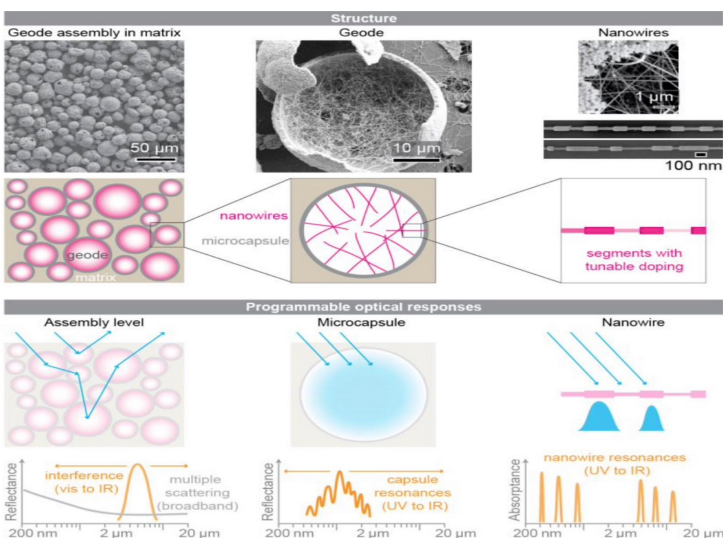 Structure
Geode assembly in matrix
Geode
Nanowires
50 µm
10 µm
1 µm
100 nm
geode
matrix
nanowires
microcapsule
segments with
tunable doping
Programmable optical responses
Assembly level
Microcapsule
Nanowire
Reflectance
interference
(vis to IR)
multiple
scattering
(broadband)
200 nm
2 µm
20 µm
Reflectance
capsule
resonances
(UV to IR)
200 nm
2 µm
20 µm
Absorptance
nanowire resonances
(UV to IR)
200 nm
2 µm
20 µm